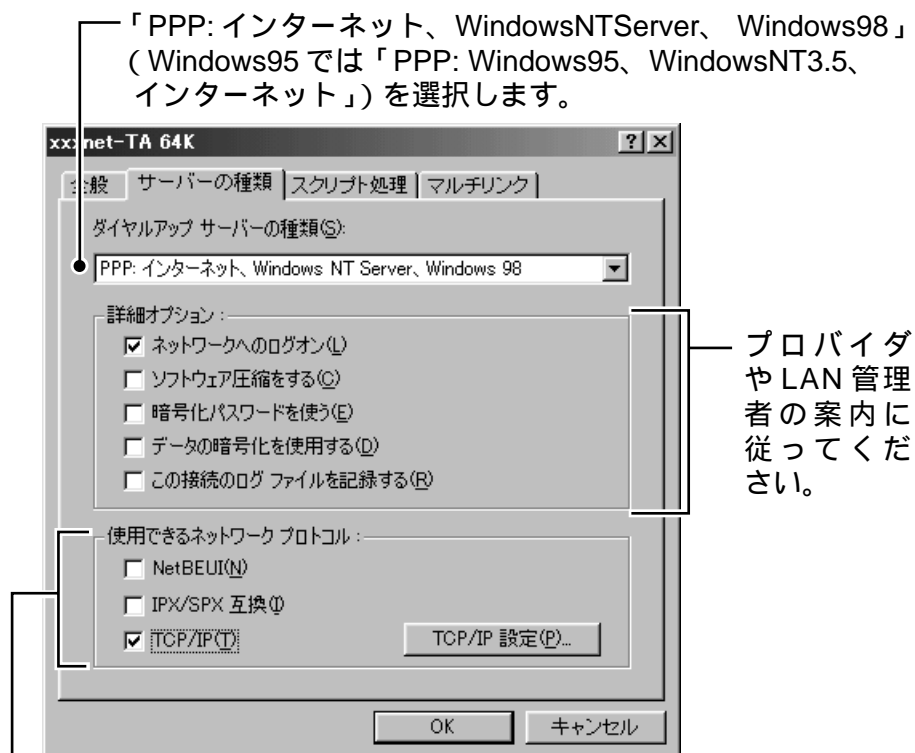 「PPP: インターネット、WindowsNTServer、 Windows98」
(Windows95 では「PPP: Windows95、WindowsNT3.5、
インターネット」)を選択します。
xxxnet-TA 64K
全般 サーバーの種類 スクリプト処理 マルチリンク
ダイヤルアップ サーバーの種類(S):
PPP: インターネット、Windows NT Server、Windows 98
詳細オプション：
ネットワークへのログオン(L)
ソフトウェア圧縮をする(C)
暗号化パスワードを使う(E)
データの暗号化を使用する(D)
この接続のログ ファイルを記録する(R)
プロバイダ
や LAN 管理
者の案内に
従ってくだ
さい。
使用できるネットワーク プロトコル：
NetBEUI(N)
IPX/SPX 互換(I)
TCP/IP(T)
TCP/IP 設定(P)...
OK キャンセル